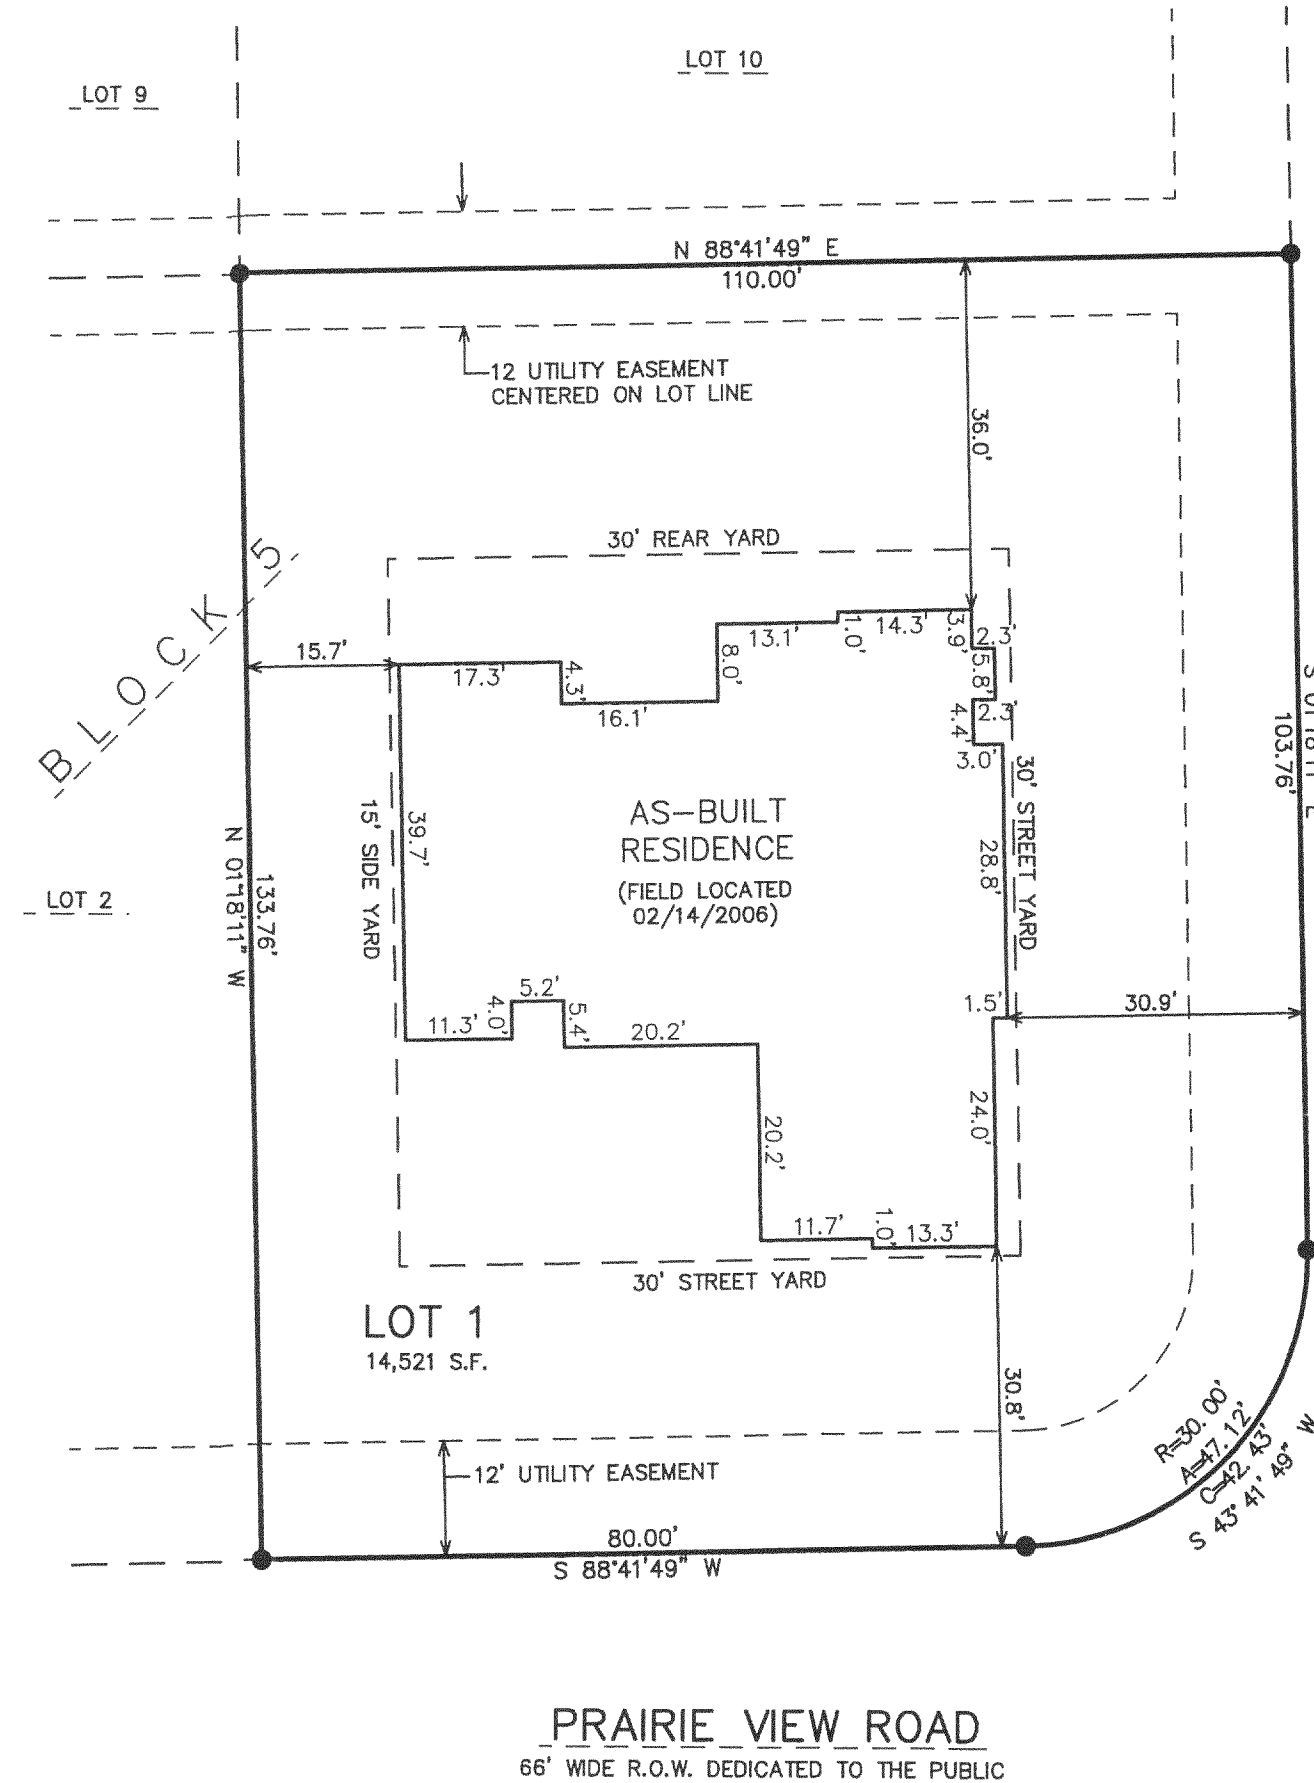 LOT 10
LOT 9
N 88°41'49" E
110.00'
12 UTILITY EASEMENT
CENTERED ON LOT LINE
36.0'
30' REAR YARD
BLOCK 5
15.7'
17.3'
4.3'
16.1'
8.0'
13.1'
1.0'
14.3'
3.9'
2.3'
5.8'
2.3'
4.4'
3.0'
103.76'
AS-BUILT
RESIDENCE
(FIELD LOCATED
02/14/2006)
15' SIDE YARD
39.7'
28.8'
30' STREET YARD
LOT 2
N 01°18'11" W
133.76'
5.2'
4.0'
11.3'
5.4'
20.2'
1.5'
30.9'
24.0'
20.2'
11.7'
1.0'
13.3'
30' STREET YARD
LOT 1
14,521 S.F.
30.8'
R=30.00'
A=47.12'
C=42.43'
S 43°41'49" W
12' UTILITY EASEMENT
80.00'
S 88°41'49" W
PRAIRIE VIEW ROAD
66' WIDE R.O.W. DEDICATED TO THE PUBLIC